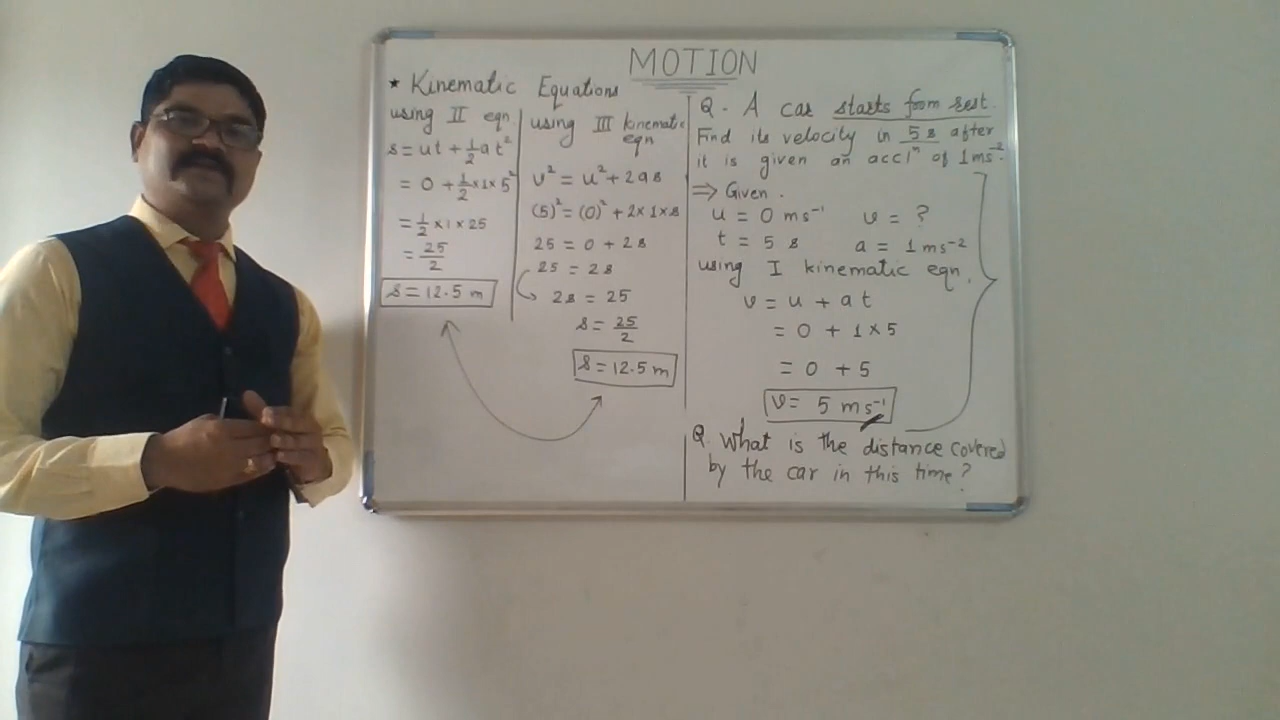 MOTION
* Kinematic Equations
using II eqn
s = ut + 1/2 at²
= 0 + 1/2 × 1 × 5²
= 1/2 × 1 × 25
= 25/2
s = 12.5 m
using III kinematic
eqn
v² = u² + 2as
(5)² = (0)² + 2×1×s
25 = 0 + 2s
25 = 2s
2s = 25
s = 25/2
s = 12.5 m
Q. A car starts from rest.
Find its velocity in 5 s after
it is given an accl^n of 1 ms⁻².
⇒ Given.
u = 0 ms⁻¹ v = ?
t = 5 s a = 1 ms⁻²
using I kinematic eqn.
v = u + at
= 0 + 1 × 5
= 0 + 5
v = 5 ms⁻¹
Q. What is the distance covered
by the car in this time?